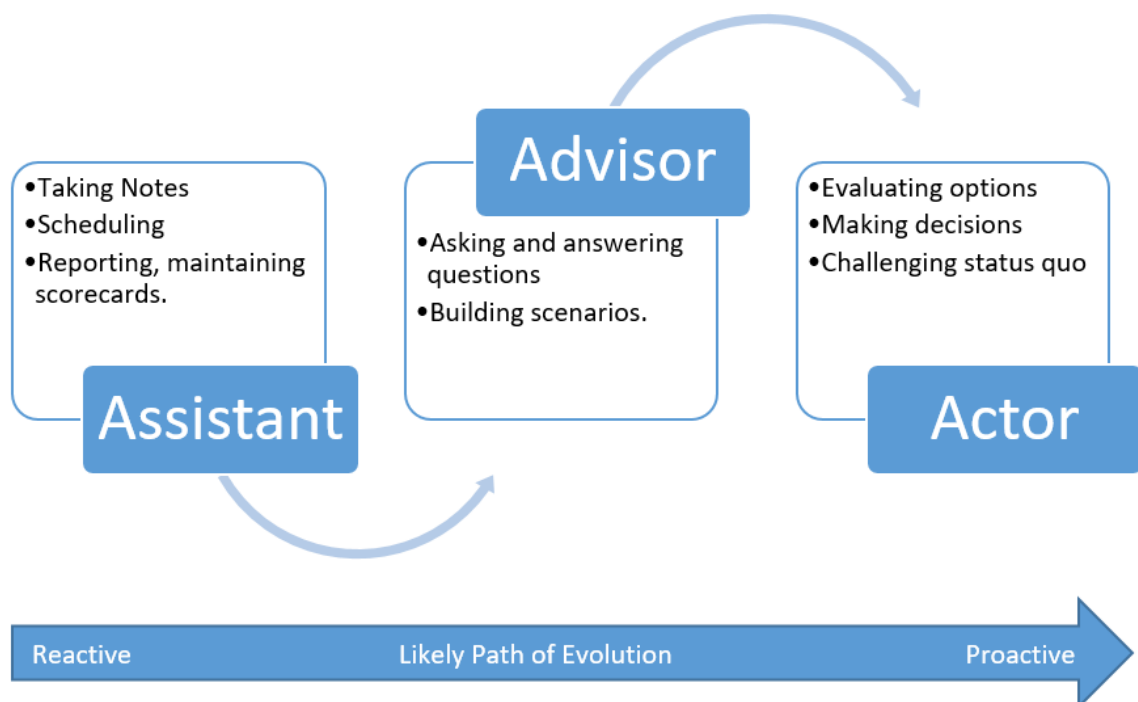 •Taking Notes
•Scheduling
•Reporting, maintaining
scorecards.
Assistant
Advisor
•Asking and answering
questions
•Building scenarios.
•Evaluating options
•Making decisions
•Challenging status quo
Actor
Reactive
Likely Path of Evolution
Proactive